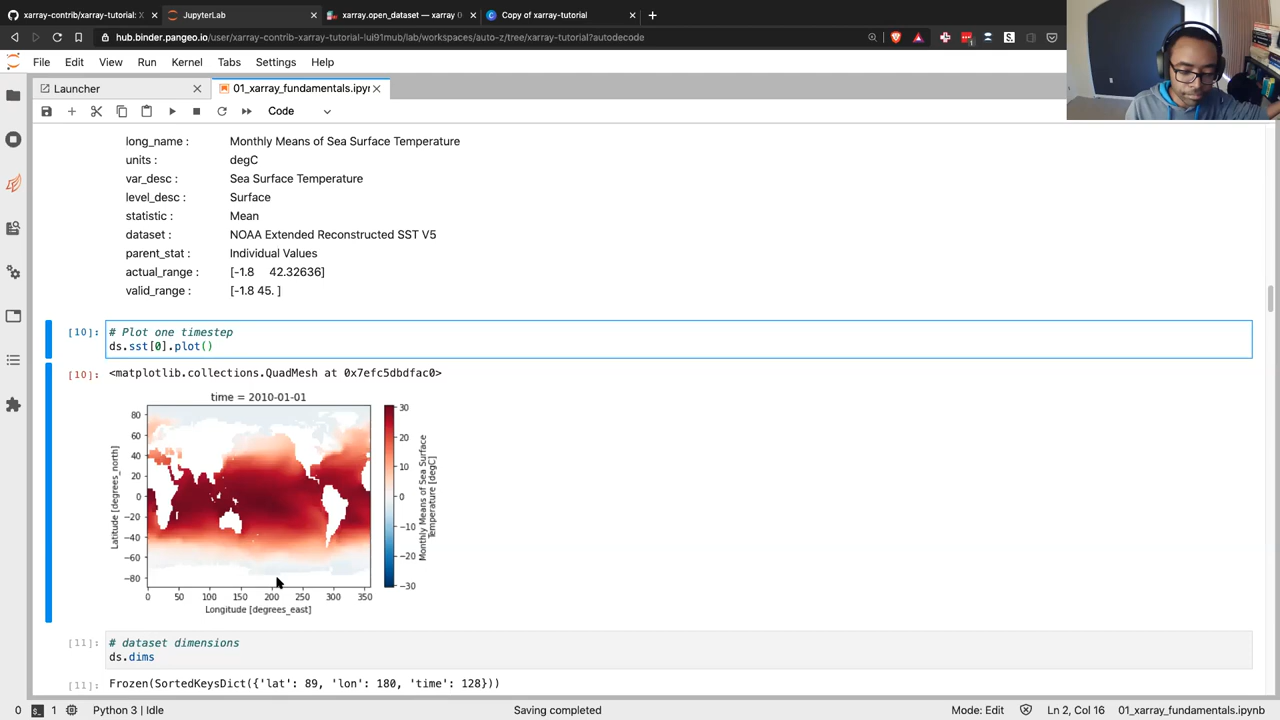 xarray-contrib/xarray-tutorial: X
JupyterLab
xarray.open_dataset — xarray 0
Copy of xarray-tutorial
hub.binder.pangeo.io/user/xarray-contrib-xarray-tutorial-lui91mub/lab/workspaces/auto-z/tree/xarray-tutorial?autodecode
File Edit View Run Kernel Tabs Settings Help
Launcher
01_xarray_fundamentals.ipynb
Code
long_name : Monthly Means of Sea Surface Temperature
units : degC
var_desc : Sea Surface Temperature
level_desc : Surface
statistic : Mean
dataset : NOAA Extended Reconstructed SST V5
parent_stat : Individual Values
actual_range : [-1.8 42.32636]
valid_range : [-1.8 45. ]
[10]: # Plot one timestep
ds.sst[0].plot()
[10]: <matplotlib.collections.QuadMesh at 0x7efc5dbdfac0>
time = 2010-01-01
80
60
40
20
0
−20
−40
−60
−80
Latitude [degrees_north]
0 50 100 150 200 250 300 350
Longitude [degrees_east]
30
20
10
0
−10
−20
−30
Monthly Means of Sea Surface
Temperature [degC]
[11]: # dataset dimensions
ds.dims
[11]: Frozen(SortedKeysDict({'lat': 89, 'lon': 180, 'time': 128}))
0 1 Python 3 | Idle Saving completed Mode: Edit Ln 2, Col 16 01_xarray_fundamentals.ipynb